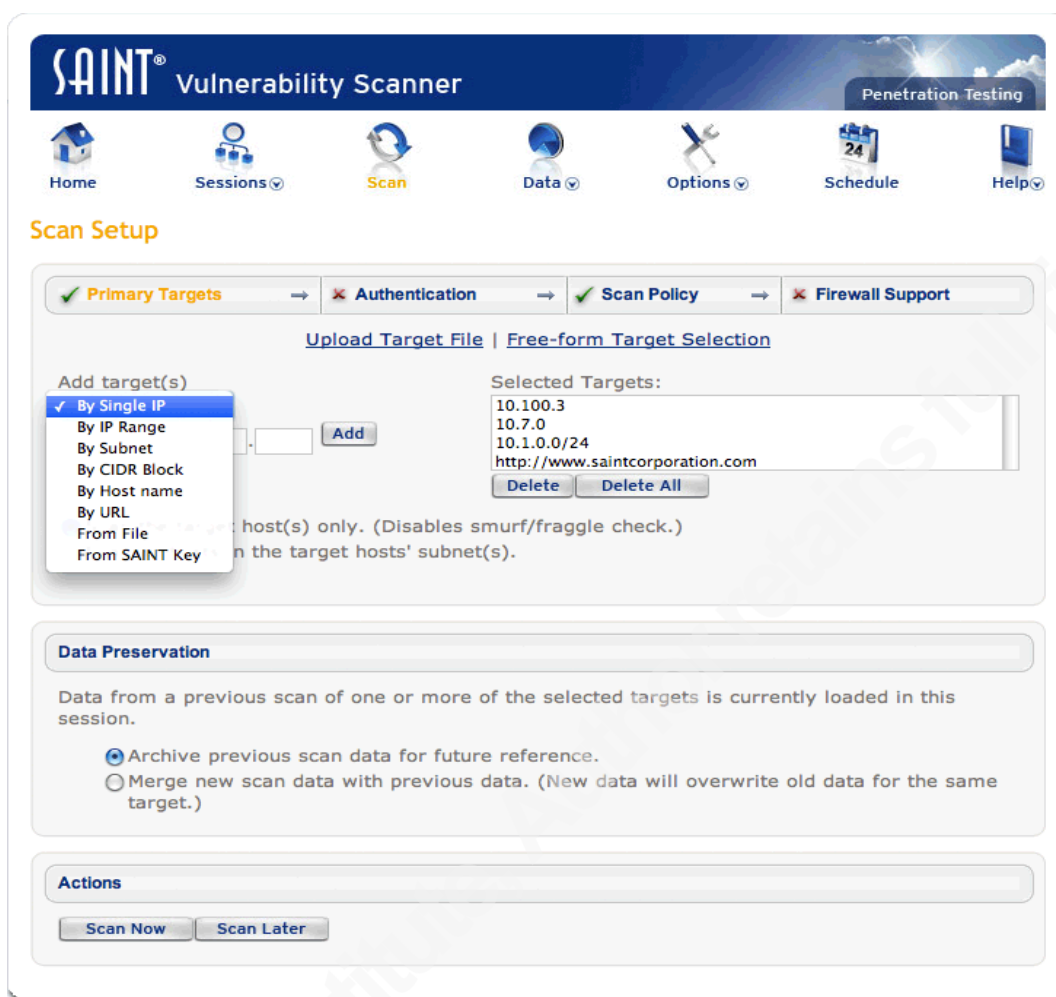 SAINT® Vulnerability Scanner
Penetration Testing
Home Sessions Scan Data Options 24 Schedule Help
Scan Setup
Primary Targets → Authentication → Scan Policy → Firewall Support
Upload Target File | Free-form Target Selection
Add target(s)
✓ By Single IP
By IP Range
By Subnet
By CIDR Block
By Host name
By URL
From File
From SAINT Key
. Add
Selected Targets:
10.100.3
10.7.0
10.1.0.0/24
http://www.saintcorporation.com
Delete Delete All
host(s) only. (Disables smurf/fraggle check.)
n the target hosts' subnet(s).
Data Preservation
Data from a previous scan of one or more of the selected targets is currently loaded in this
session.
Archive previous scan data for future reference.
Merge new scan data with previous data. (New data will overwrite old data for the same
target.)
Actions
Scan Now Scan Later